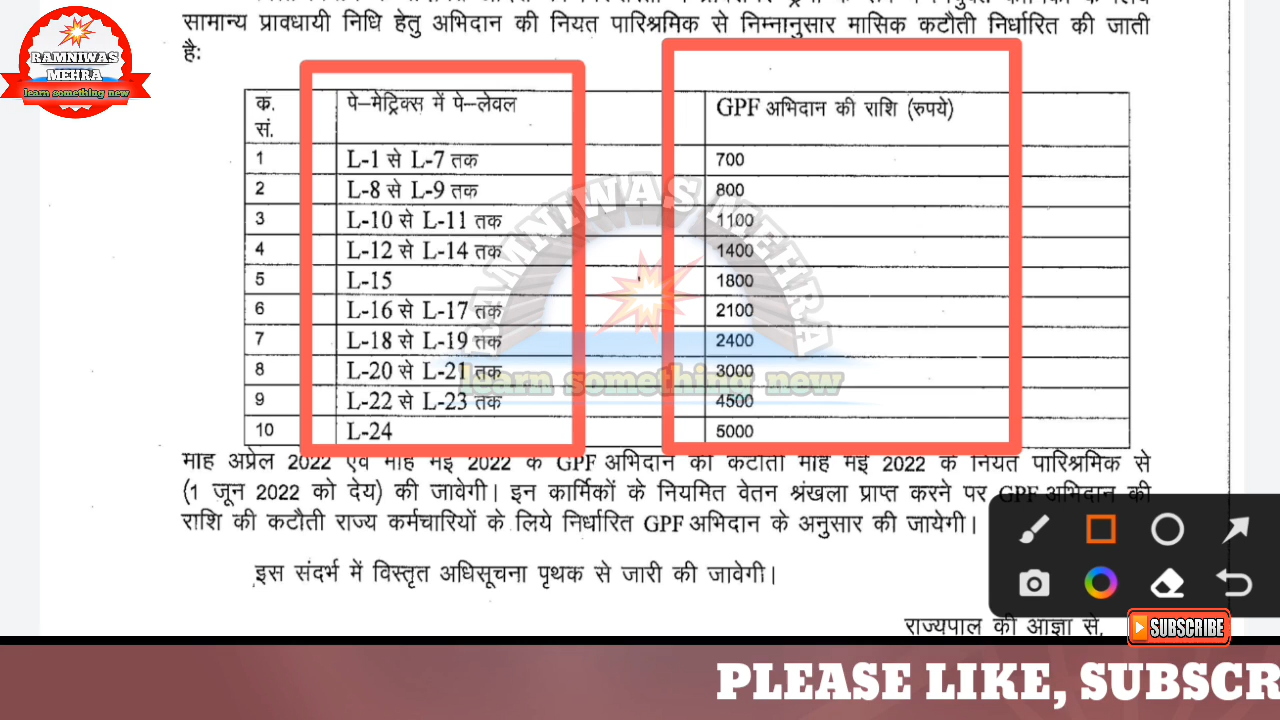 सामान्य प्रावधायी निधि हेतु अभिदान की नियत पारिश्रमिक से निम्नानुसार मासिक कटौती निर्धारित की जाती
है:
RAMNIWAS
MEHRA
learn something new
क. सं. पे–मेट्रिक्स में पे–लेवल GPF अभिदान की राशि (रुपये)
1 L-1 से L-7 तक 700
2 L-8 से L-9 तक 800
3 L-10 से L-11 तक 1100
4 L-12 से L-14 तक 1400
5 L-15 1800
6 L-16 से L-17 तक 2100
7 L-18 से L-19 तक 2400
8 L-20 से L-21 तक 3000
9 L-22 से L-23 तक 4500
10 L-24 5000
RAMNIWAS MEHRA
learn something new
माह अप्रेल 2022 एवं माह मई 2022 के GPF अभिदान की कटौती माह मई 2022 के नियत पारिश्रमिक से
(1 जून 2022 को देय) की जावेगी। इन कार्मिकों के नियमित वेतन श्रंखला प्राप्त करने पर GPF अभिदान की
राशि की कटौती राज्य कर्मचारियों के लिये निर्धारित GPF अभिदान के अनुसार की जायेगी।
इस संदर्भ में विस्तृत अधिसूचना पृथक से जारी की जावेगी।
राज्यपाल की आज्ञा से,
SUBSCRIBE
PLEASE LIKE, SUBSCR